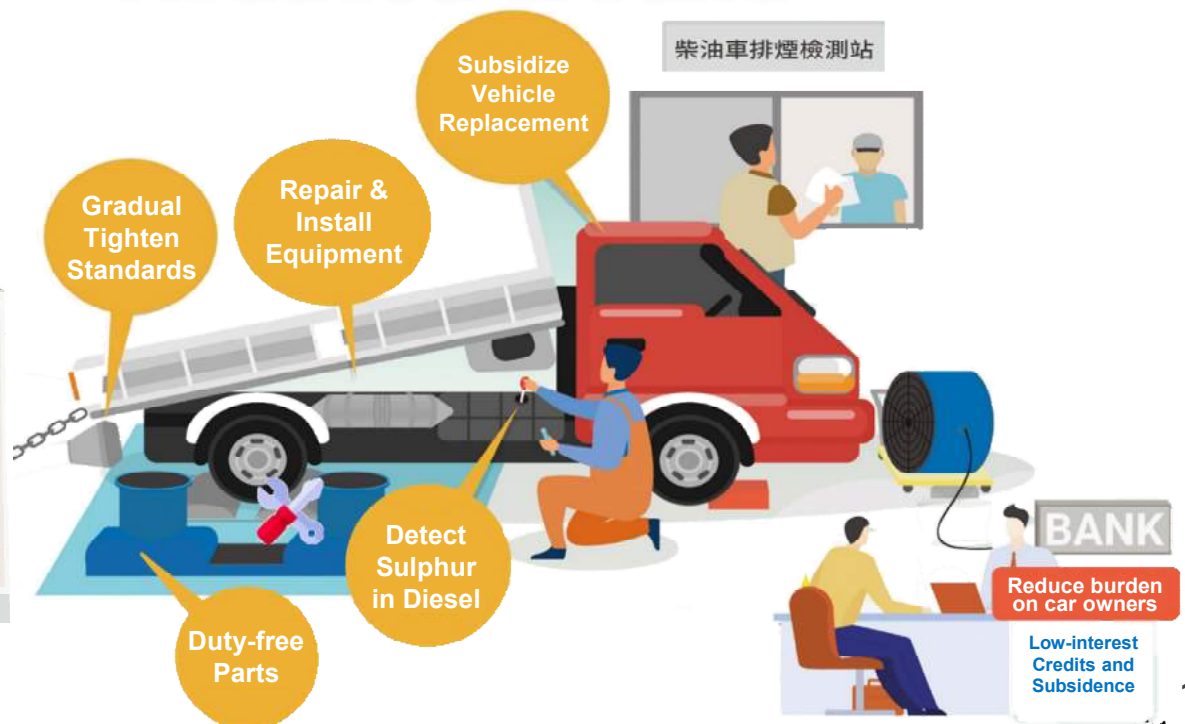 柴油車排煙檢測站
Subsidize
Vehicle
Replacement
Repair &
Install
Equipment
Gradual
Tighten
Standards
Detect
Sulphur
in Diesel
Duty-free
Parts
BANK
Reduce burden
on car owners
Low-interest
Credits and
Subsidence